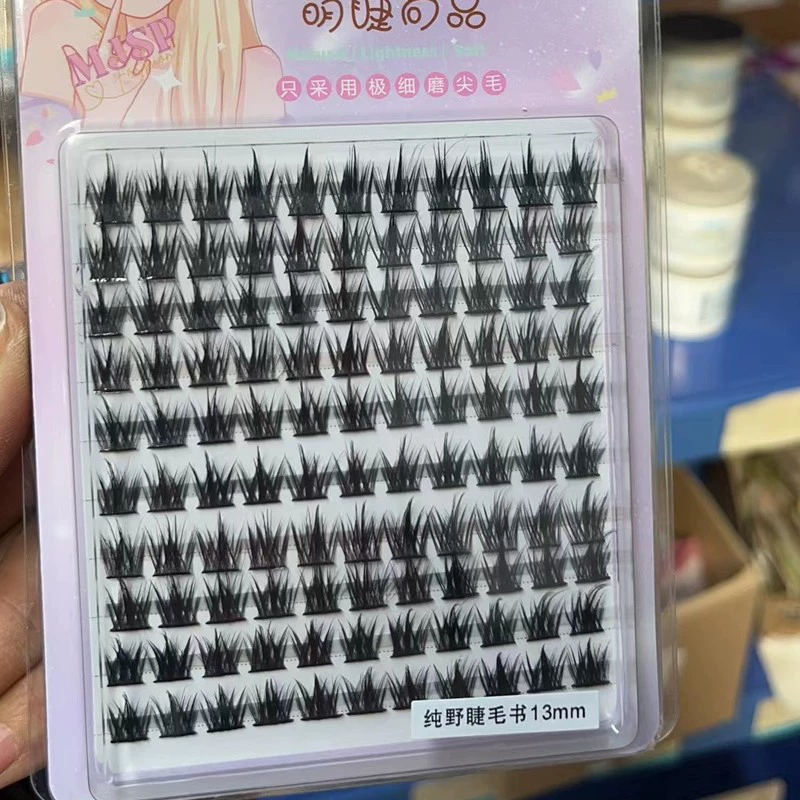 萌睫尚品
MJSP
Natural | Lightness | Soft
只采用极细磨尖毛
纯野睫毛书13mm